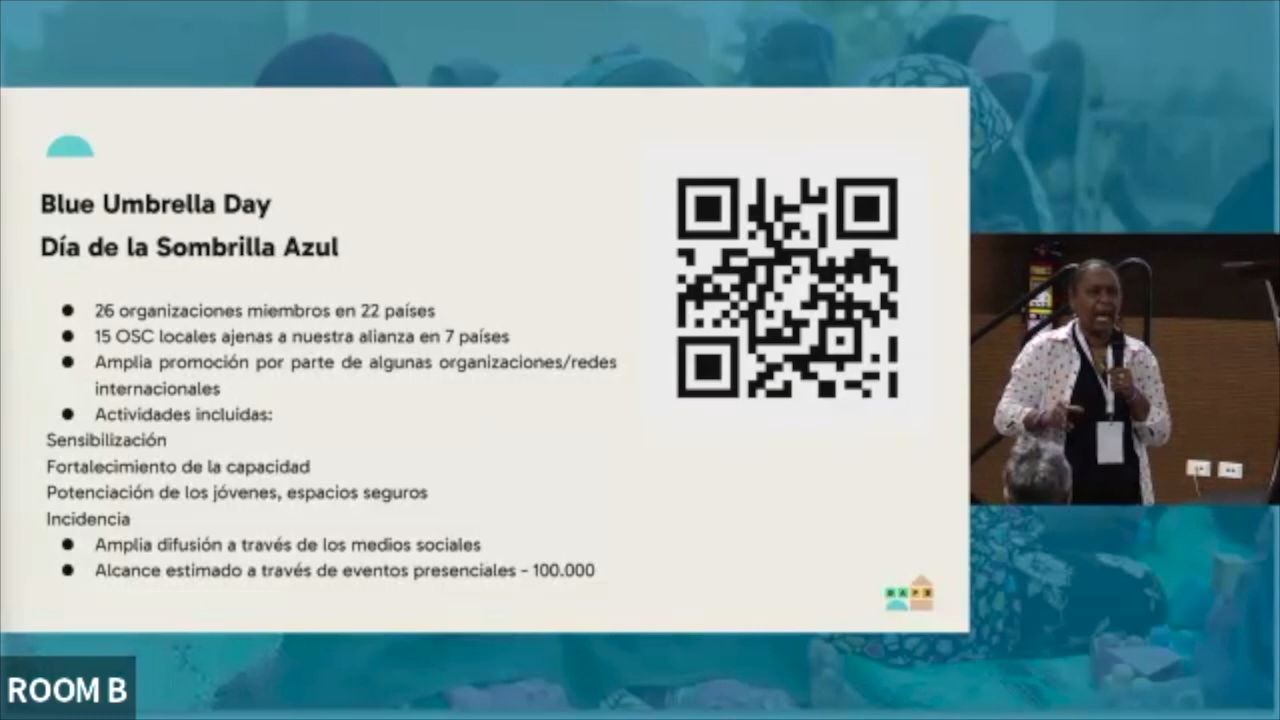 Blue Umbrella Day
Día de la Sombrilla Azul
● 26 organizaciones miembros en 22 países
● 15 OSC locales ajenas a nuestra alianza en 7 países
● Amplia promoción por parte de algunas organizaciones/redes
internacionales
● Actividades incluidas:
Sensibilización
Fortalecimiento de la capacidad
Potenciación de los jóvenes, espacios seguros
Incidencia
● Amplia difusión a través de los medios sociales
● Alcance estimado a través de eventos presenciales - 100.000
ROOM B